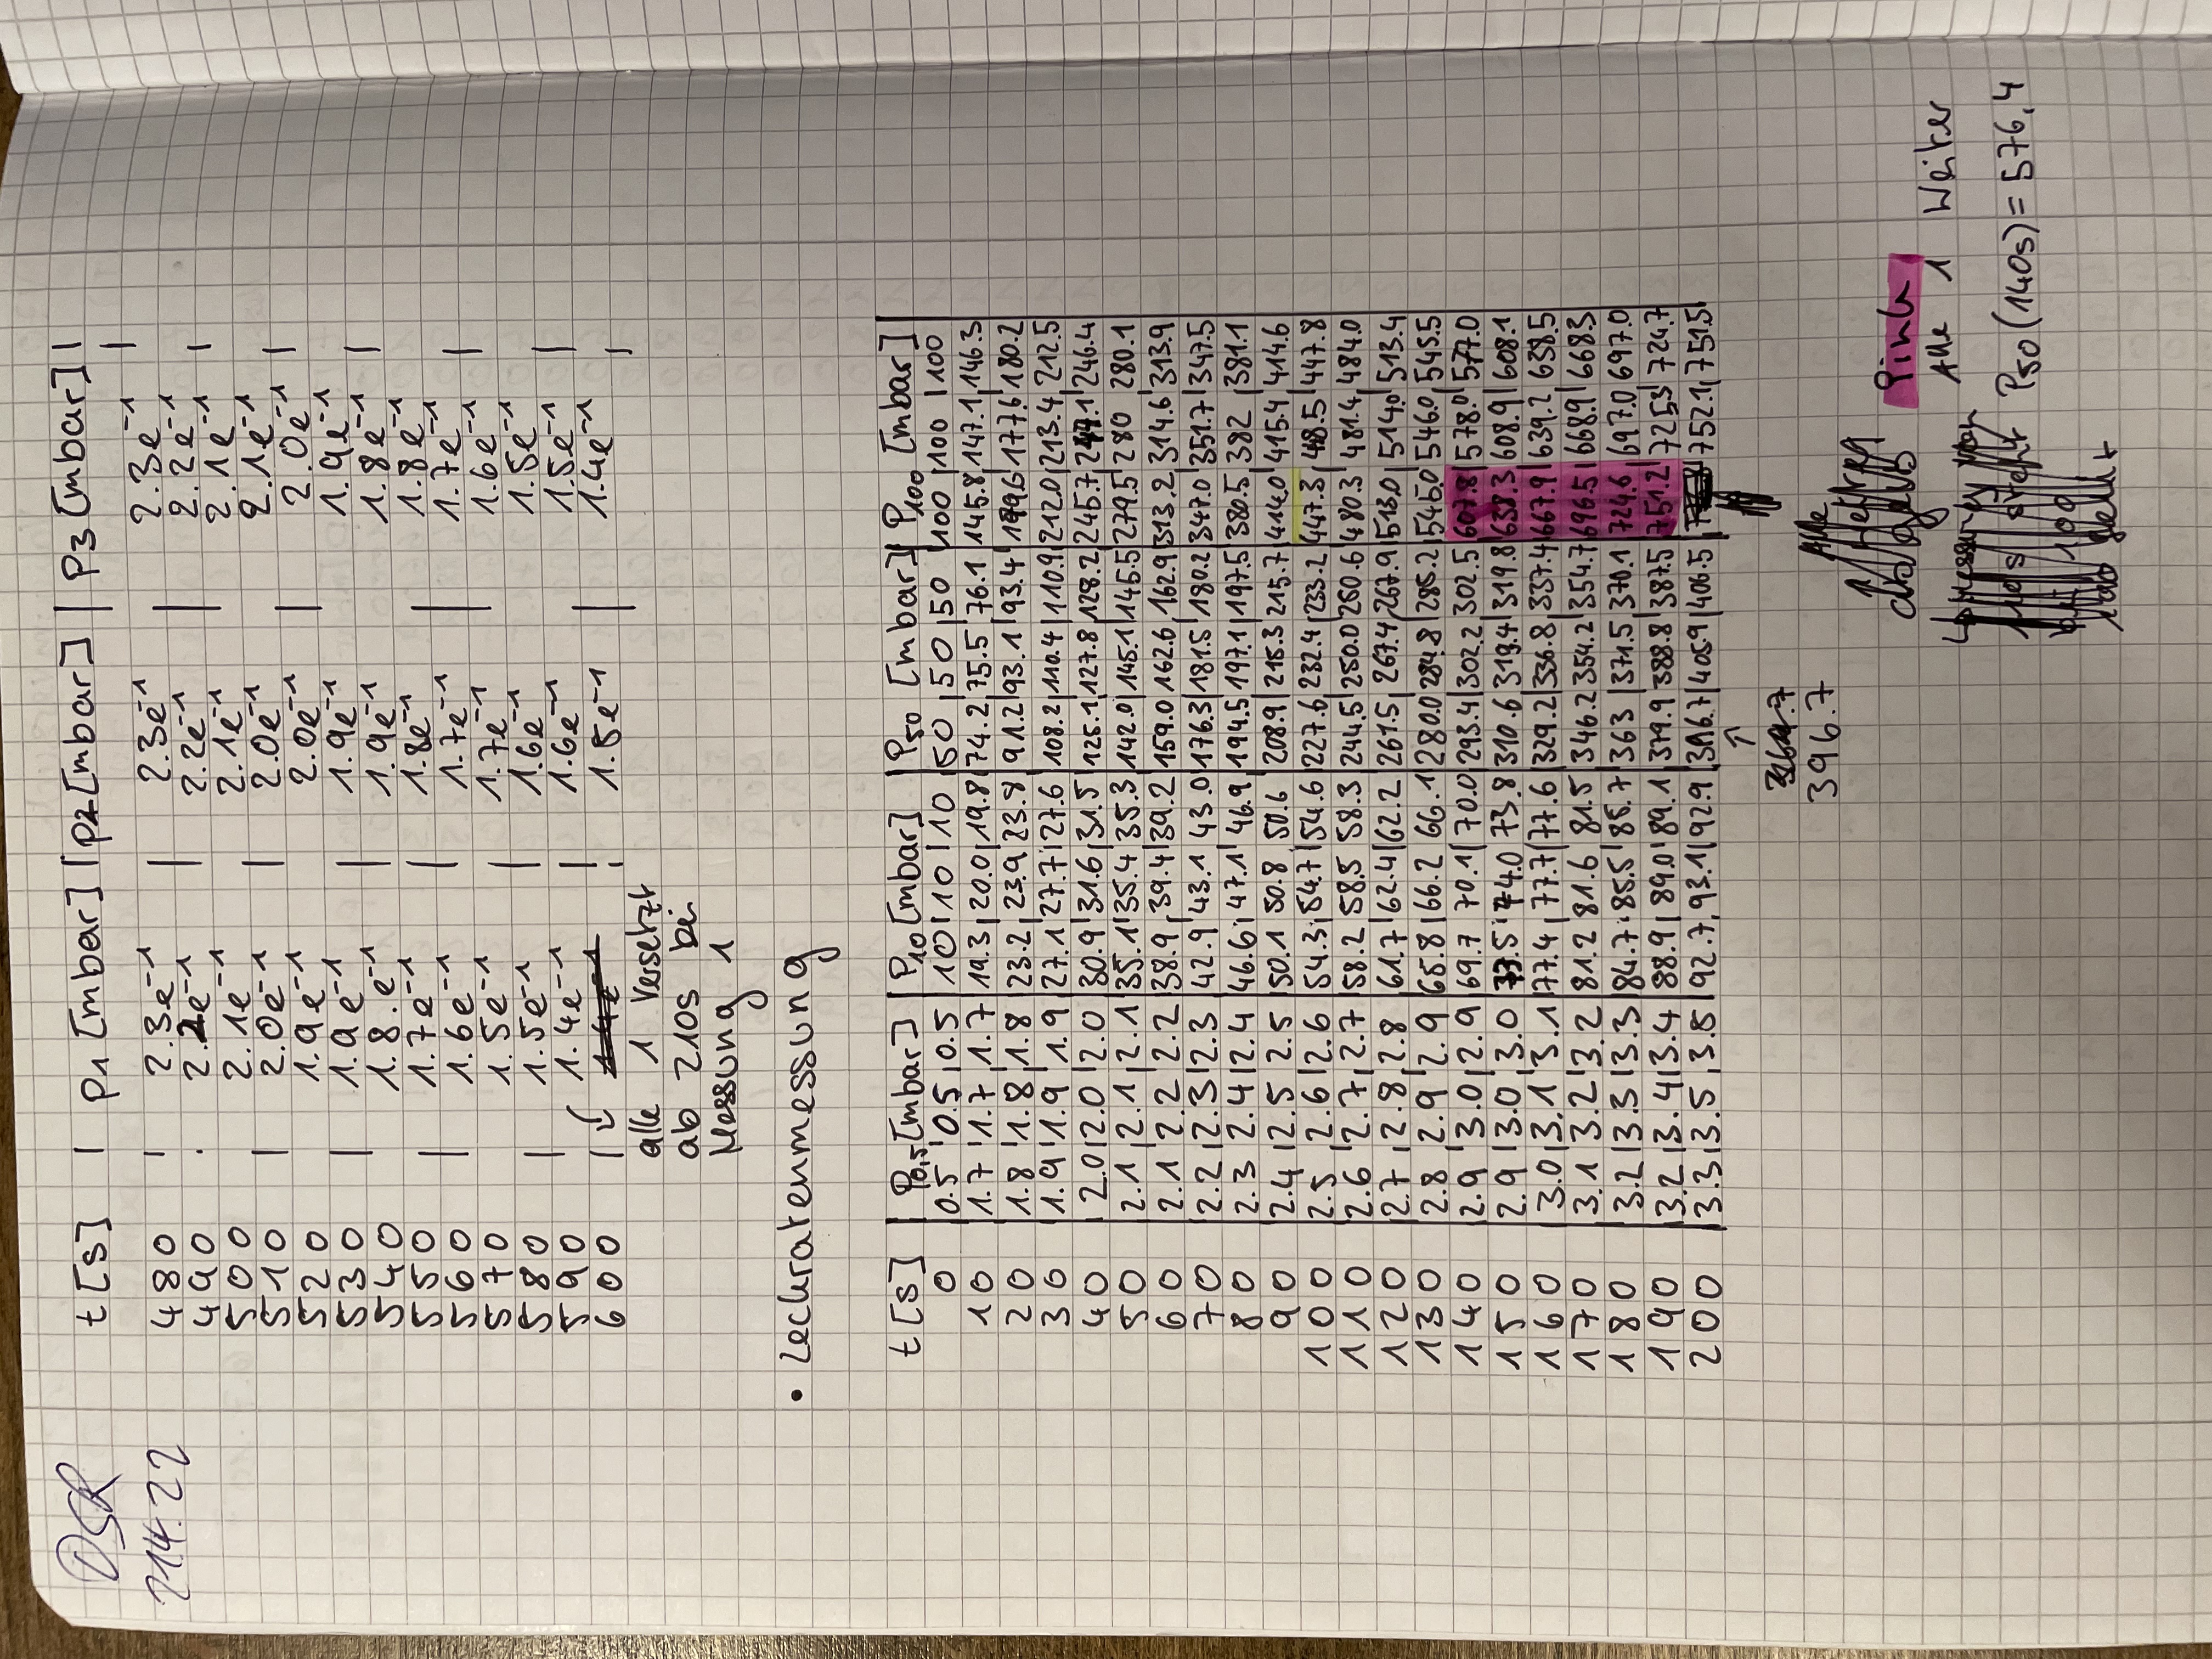 OSR
21.4.22
t [s] | p1 [mbar] | p2 [mbar] | p3 [mbar] |
480 | 2.3e⁻¹ | 2.3e⁻¹ | 2.3e⁻¹
490 | 2.2e⁻¹ | 2.2e⁻¹ | 2.2e⁻¹
500 | 2.1e⁻¹ | 2.1e⁻¹ | 2.1e⁻¹
510 | 2.0e⁻¹ | 2.0e⁻¹ | 2.1e⁻¹
520 | 1.9e⁻¹ | 2.0e⁻¹ | 2.0e⁻¹
530 | 1.9e⁻¹ | 1.9e⁻¹ | 1.9e⁻¹
540 | 1.8.e⁻¹ | 1.9e⁻¹ | 1.8e⁻¹
550 | 1.7e⁻¹ | 1.8e⁻¹ | 1.8e⁻¹
560 | 1.6e⁻¹ | 1.7e⁻¹ | 1.7e⁻¹
570 | 1.5e⁻¹ | 1.7e⁻¹ | 1.6e⁻¹
580 | 1.5e⁻¹ | 1.6e⁻¹ | 1.5e⁻¹
590 | 1.4e⁻¹ | 1.6e⁻¹ | 1.5e⁻¹
600 | 1.4e⁻¹ | 1.5e⁻¹ | 1.4e⁻¹
alle 1 versetzt
ab 210s bei
Messung 1
• Leckratenmessung
t [s] | P0,5 [mbar] | P10 [mbar] | P50 [mbar] | P100 [mbar] |
0 | 0.5 | 0.5 | 0.5 | 10 | 10 | 10 | 50 | 50 | 50 | 100 | 100 | 100
10 | 1.7 | 1.7 | 1.7 | 19.3 | 20.0 | 19.8 | 74.2 | 75.5 | 76.1 | 145.8 | 147.1 | 146.3
20 | 1.8 | 1.8 | 1.8 | 23.2 | 23.9 | 23.8 | 91.2 | 93.1 | 93.4 | 179.6 | 177.6 | 180.2
30 | 1.9 | 1.9 | 1.9 | 27.1 | 27.7 | 27.6 | 108.2 | 110.4 | 110.9 | 212.0 | 213.4 | 212.5
40 | 2.0 | 2.0 | 2.0 | 30.9 | 31.6 | 31.5 | 125.1 | 127.8 | 128.2 | 245.7 | 247.1 | 246.4
50 | 2.1 | 2.1 | 2.1 | 35.1 | 35.4 | 35.3 | 142.0 | 145.1 | 145.5 | 279.5 | 280 | 280.1
60 | 2.1 | 2.2 | 2.2 | 38.9 | 39.4 | 39.2 | 159.0 | 162.6 | 162.9 | 313.2 | 314.6 | 313.9
70 | 2.2 | 2.3 | 2.3 | 42.9 | 43.1 | 43.0 | 176.3 | 181.5 | 180.2 | 347.0 | 351.7 | 347.5
80 | 2.3 | 2.4 | 2.4 | 46.6 | 47.1 | 46.9 | 194.5 | 197.1 | 197.5 | 380.5 | 382 | 381.1
90 | 2.4 | 2.5 | 2.5 | 50.1 | 50.8 | 50.6 | 208.9 | 215.3 | 215.7 | 414.0 | 415.4 | 414.6
100 | 2.5 | 2.6 | 2.6 | 54.3 | 54.7 | 54.6 | 227.6 | 232.4 | 233.2 | 447.3 | 448.5 | 447.8
110 | 2.6 | 2.7 | 2.7 | 58.2 | 58.5 | 58.3 | 244.5 | 250.0 | 250.6 | 480.3 | 481.4 | 484.0
120 | 2.7 | 2.8 | 2.8 | 61.7 | 62.4 | 62.2 | 261.5 | 267.4 | 267.9 | 513.0 | 514.0 | 513.4
130 | 2.8 | 2.9 | 2.9 | 65.8 | 66.2 | 66.1 | 280.0 | 284.8 | 285.2 | 545.0 | 546.0 | 545.5
140 | 2.9 | 3.0 | 2.9 | 69.7 | 70.1 | 70.0 | 293.4 | 302.2 | 302.5 | 607.8 | 578.0 | 577.0
150 | 2.9 | 3.0 | 3.0 | 73.5 | 74.0 | 73.8 | 310.6 | 319.4 | 319.8 | 638.3 | 608.9 | 608.1
160 | 3.0 | 3.1 | 3.1 | 77.4 | 77.7 | 77.6 | 329.2 | 336.8 | 337.4 | 667.9 | 639.2 | 638.5
170 | 3.1 | 3.2 | 3.2 | 81.2 | 81.6 | 81.5 | 346.2 | 354.2 | 354.7 | 696.5 | 668.9 | 668.3
180 | 3.2 | 3.3 | 3.3 | 84.7 | 85.5 | 85.7 | 363 | 371.5 | 370.1 | 724.6 | 697.0 | 697.0
190 | 3.2 | 3.4 | 3.4 | 88.9 | 89.0 | 89.1 | 379.9 | 388.8 | 387.5 | 751.2 | 725.3 | 724.7
200 | 3.3 | 3.5 | 3.5 | 92.7 | 93.1 | 92.9 | 396.7 | 405.9 | 406.5 | 752.1 | 751.5
↑
396.7
Alle
ab gelb
Pink
Alle 1 Weiter
P50 (140s) = 576,4